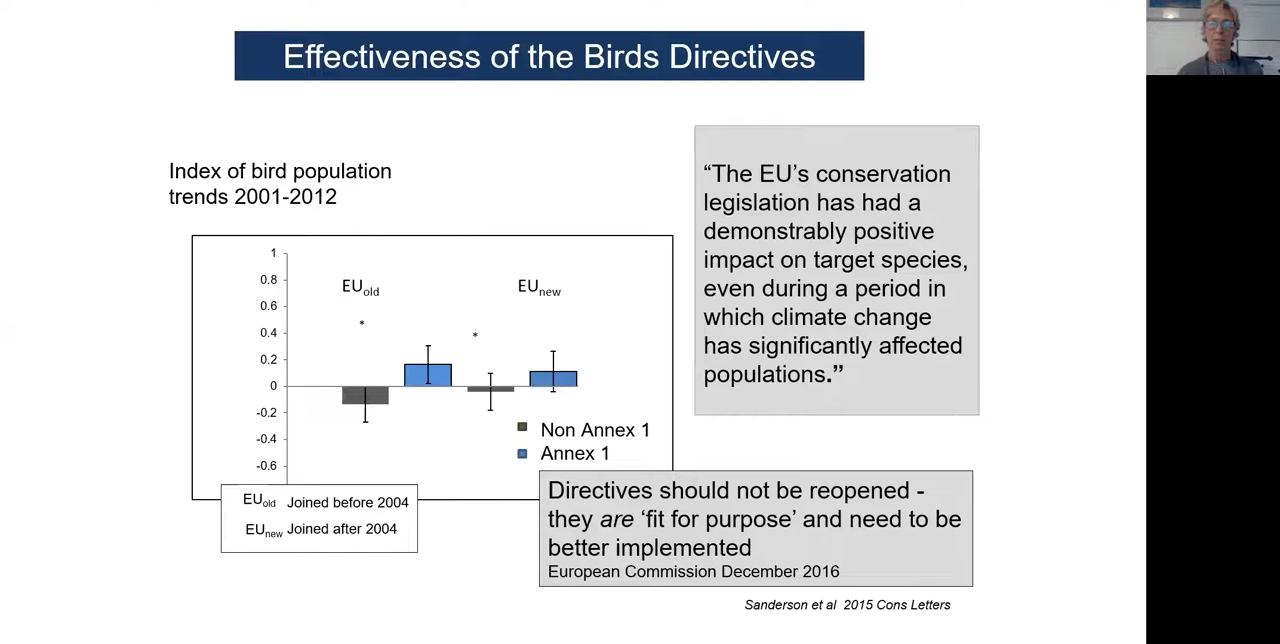 Effectiveness of the Birds Directives
Index of bird population
trends 2001-2012
“The EU’s conservation
legislation has had a
demonstrably positive
impact on target species,
even during a period in
which climate change
has significantly affected
populations.”
1
0.8
0.6
0.4
0.2
0
-0.2
-0.4
-0.6
EUold
EUnew
*
*
Non Annex 1
Annex 1
EUold Joined before 2004
EUnew Joined after 2004
Directives should not be reopened -
they are ‘fit for purpose’ and need to be
better implemented
European Commission December 2016
Sanderson et al 2015 Cons Letters